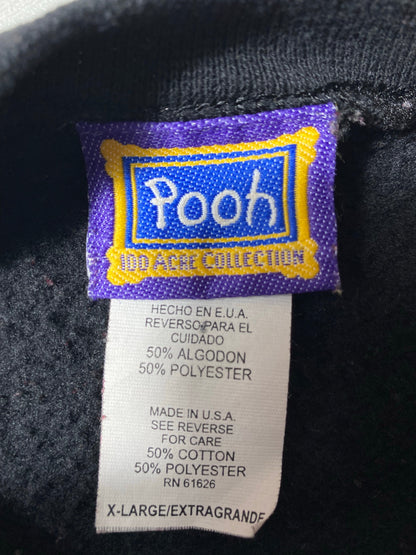 Pooh
100 ACRE COLLECTION
HECHO EN E.U.A.
REVERSO PARA EL
CUIDADO
50% ALGODON
50% POLYESTER
MADE IN U.S.A.
SEE REVERSE
FOR CARE
50% COTTON
50% POLYESTER
RN 61626
X-LARGE/EXTRAGRANDE